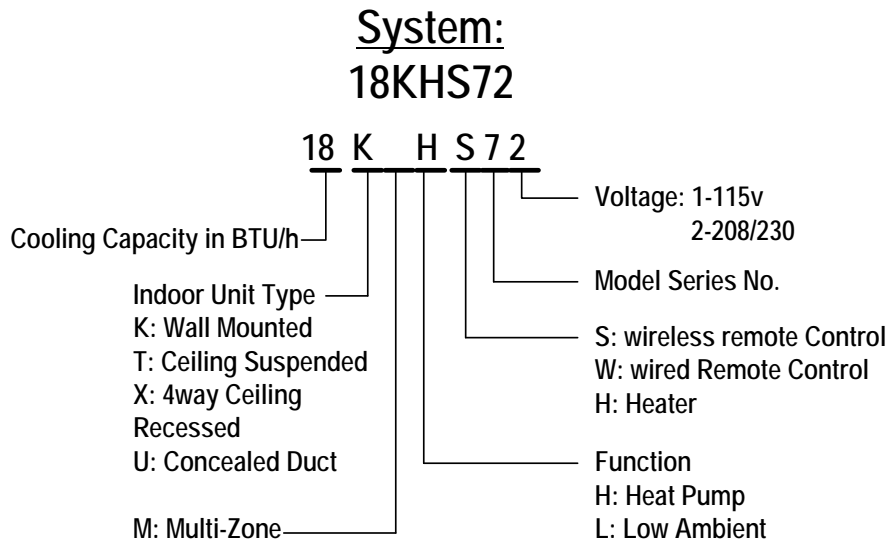 System:
18KHS72
18 K H S 7 2
Cooling Capacity in BTU/h
Indoor Unit Type
K: Wall Mounted
T: Ceiling Suspended
X: 4way Ceiling
Recessed
U: Concealed Duct
M: Multi-Zone
Voltage: 1-115v
2-208/230
Model Series No.
S: wireless remote Control
W: wired Remote Control
H: Heater
Function
H: Heat Pump
L: Low Ambient